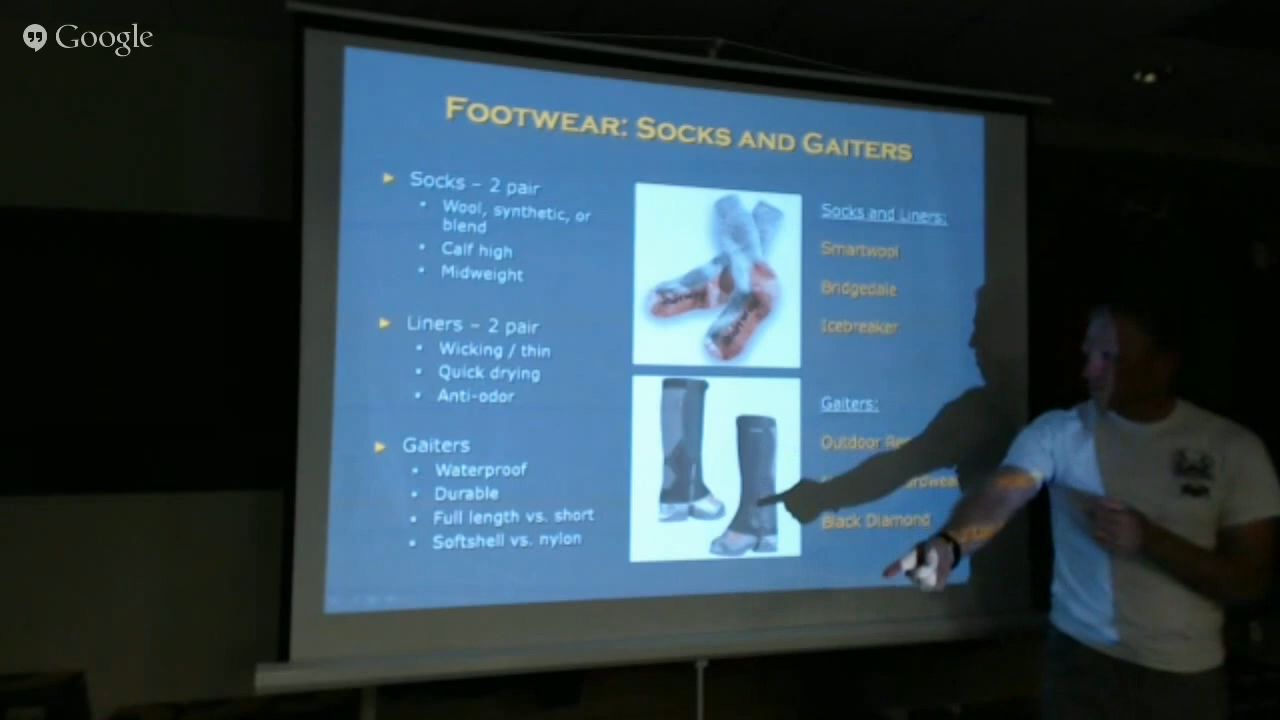 Google
FOOTWEAR: SOCKS AND GAITERS
Socks – 2 pair
Wool, synthetic, or
blend
Calf high
Midweight
Liners – 2 pair
Wicking / thin
Quick drying
Anti-odor
Gaiters
Waterproof
Durable
Full length vs. short
Softshell vs. nylon
Socks and Liners:
Smartwool
Bridgedale
Icebreaker
Gaiters:
Outdoor
Black Diamond